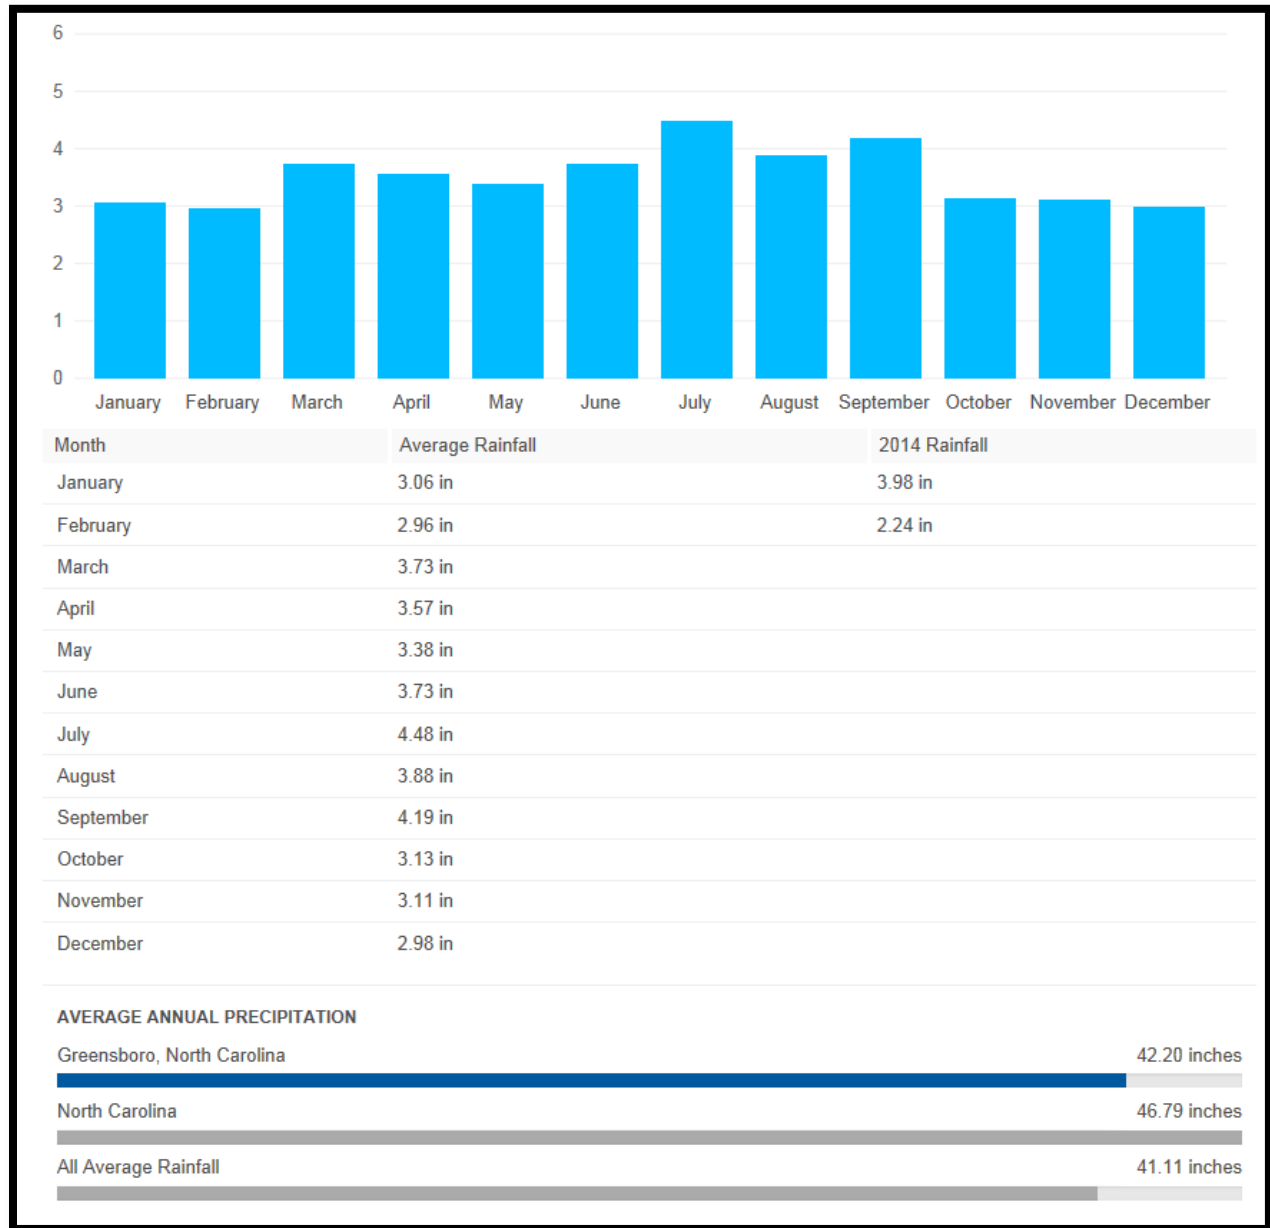 6
5
4
3
2
1
0
January February March April May June July August September October November December
Month Average Rainfall 2014 Rainfall
January 3.06 in 3.98 in
February 2.96 in 2.24 in
March 3.73 in
April 3.57 in
May 3.38 in
June 3.73 in
July 4.48 in
August 3.88 in
September 4.19 in
October 3.13 in
November 3.11 in
December 2.98 in
AVERAGE ANNUAL PRECIPITATION
Greensboro, North Carolina 42.20 inches
North Carolina 46.79 inches
All Average Rainfall 41.11 inches